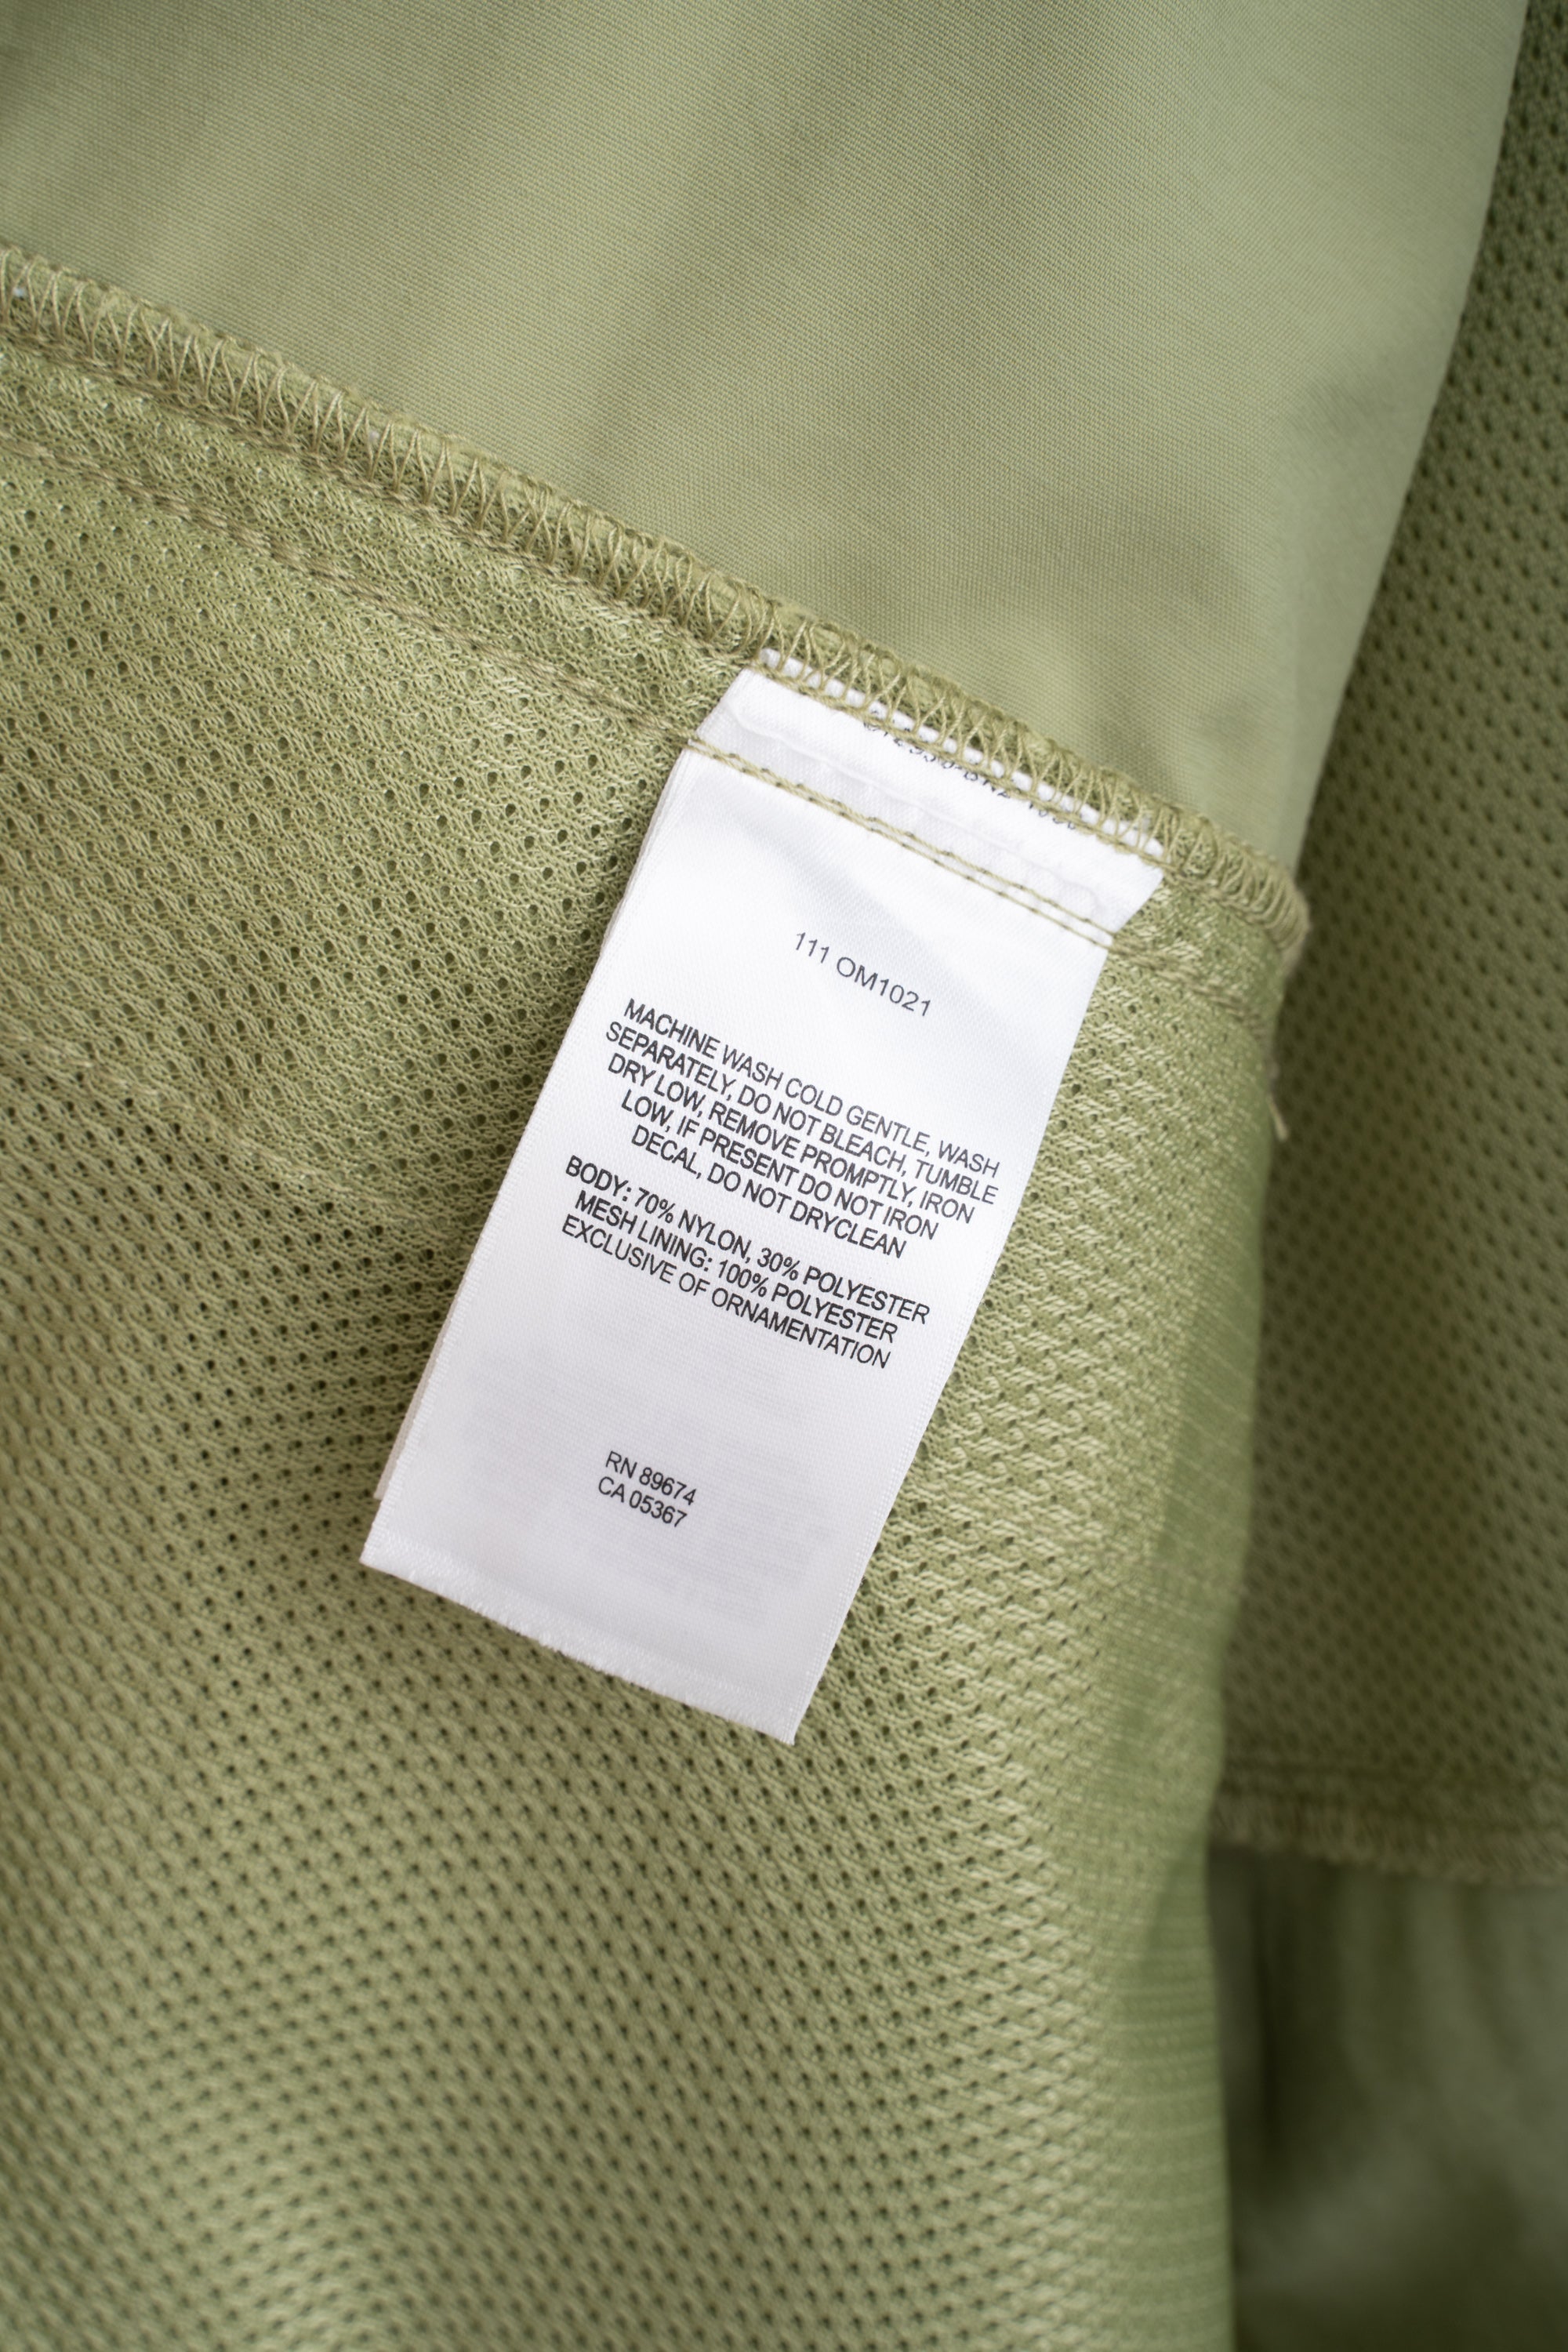 111 OM1021
MACHINE WASH COLD GENTLE, WASH
SEPARATELY, DO NOT BLEACH, TUMBLE
DRY LOW, REMOVE PROMPTLY, IRON
LOW, IF PRESENT DO NOT IRON
DECAL, DO NOT DRYCLEAN
BODY: 70% NYLON, 30% POLYESTER
MESH LINING: 100% POLYESTER
EXCLUSIVE OF ORNAMENTATION
RN 89674
CA 05367